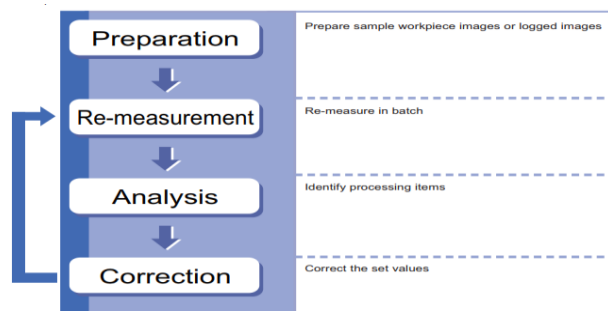 Preparation
Prepare sample workpiece images or logged images
Re-measurement
Re-measure in batch
Analysis
Identify processing items
Correction
Correct the set values